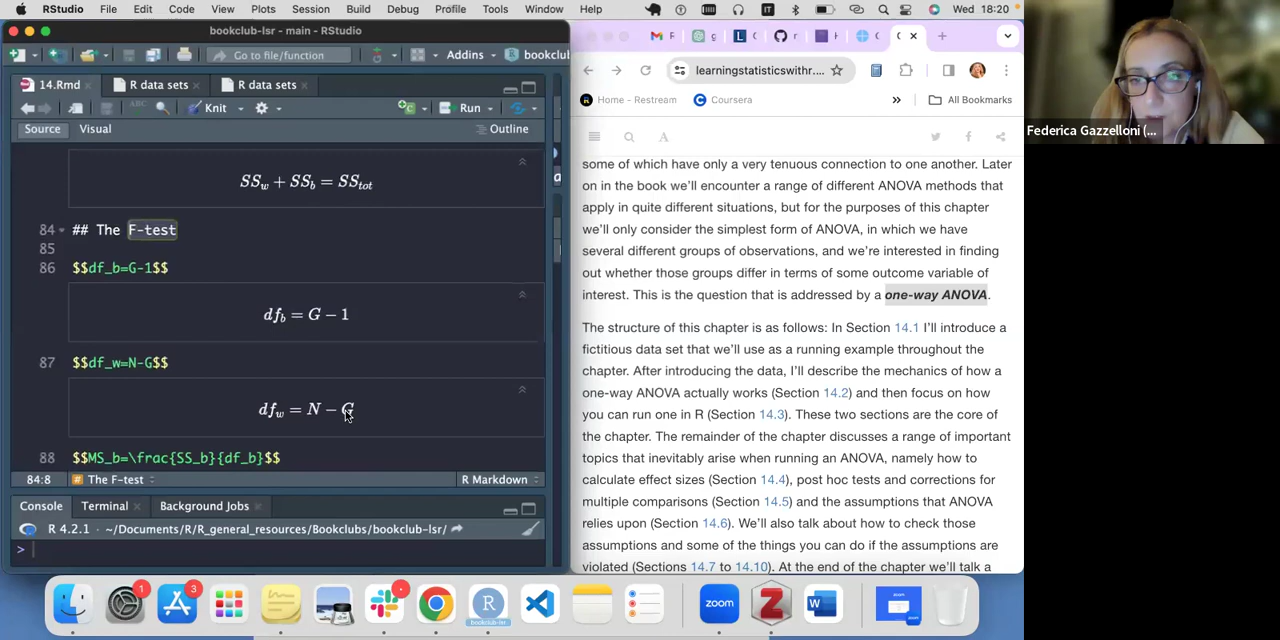 RStudio File Edit Code View Plots Session Build Debug Profile Tools Window Help Wed 18:20
bookclub-lsr - main - RStudio
Go to file/function Addins bookclu
14.Rmd R data sets R data sets
Knit Run
Source Visual Outline
SS_w + SS_b = SS_tot
84 ## The F-test
85
86 $$df_b=G-1$$
df_b = G − 1
87 $$df_w=N-G$$
df_w = N − G
88 $$MS_b=\frac{SS_b}{df_b}$$
84:8 The F-test R Markdown
Console Terminal Background Jobs
R 4.2.1 · ~/Documents/R/R_general_resources/Bookclubs/bookclub-lsr/
>
learningstatisticswithr....
Home - Restream Coursera » All Bookmarks
some of which have only a very tenuous connection to one another. Later
on in the book we'll encounter a range of different ANOVA methods that
apply in quite different situations, but for the purposes of this chapter
we'll only consider the simplest form of ANOVA, in which we have
several different groups of observations, and we're interested in finding
out whether those groups differ in terms of some outcome variable of
interest. This is the question that is addressed by a one-way ANOVA.
The structure of this chapter is as follows: In Section 14.1 I'll introduce a
fictitious data set that we'll use as a running example throughout the
chapter. After introducing the data, I'll describe the mechanics of how a
one-way ANOVA actually works (Section 14.2) and then focus on how
you can run one in R (Section 14.3). These two sections are the core of
the chapter. The remainder of the chapter discusses a range of important
topics that inevitably arise when running an ANOVA, namely how to
calculate effect sizes (Section 14.4), post hoc tests and corrections for
multiple comparisons (Section 14.5) and the assumptions that ANOVA
relies upon (Section 14.6). We'll also talk about how to check those
assumptions and some of the things you can do if the assumptions are
violated (Sections 14.7 to 14.10). At the end of the chapter we'll talk a
Federica Gazzelloni (...
1
3
bookclub-lsr
zoom